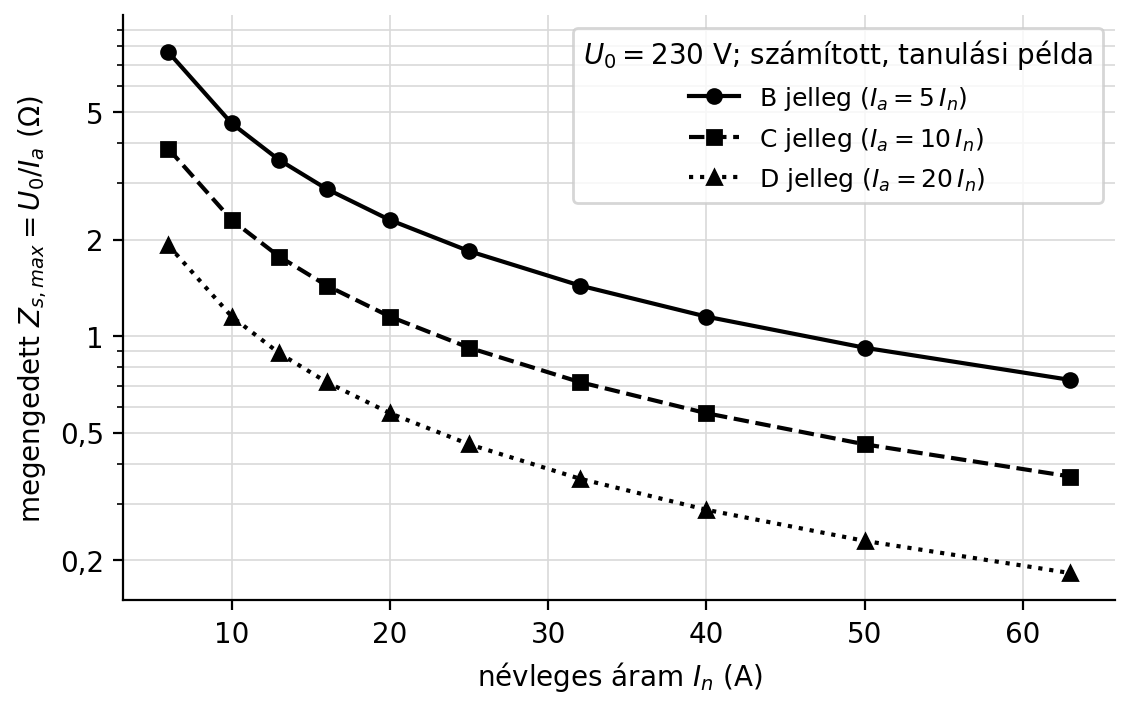 U₀ = 230 V; számított, tanulási példa
B jelleg (Iₐ = 5 Iₙ)
C jelleg (Iₐ = 10 Iₙ)
D jelleg (Iₐ = 20 Iₙ)
megengedett Z_{s,max} = U₀/Iₐ (Ω)
5
2
1
0,5
0,2
10 20 30 40 50 60
névleges áram Iₙ (A)